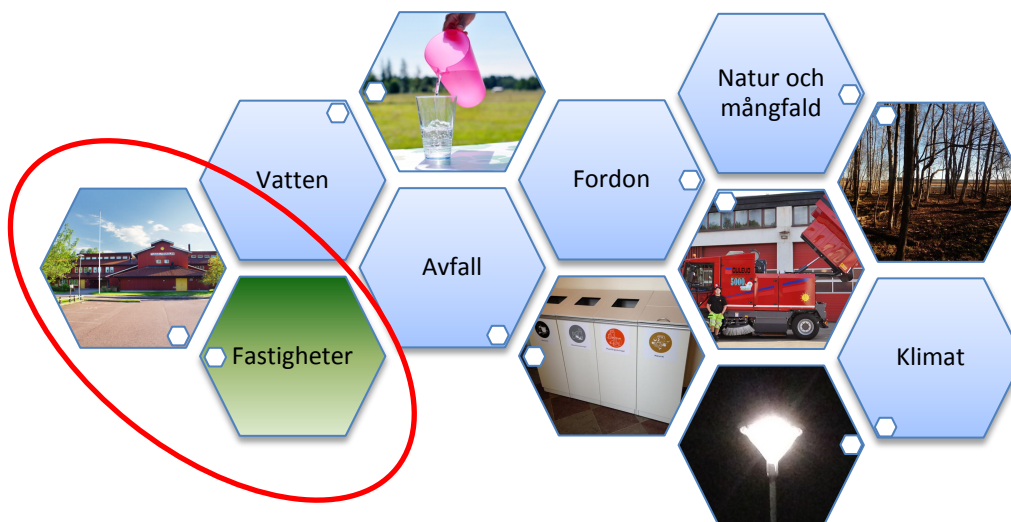 Natur och
mångfald
Vatten
Fordon
Avfall
Fastigheter
Klimat